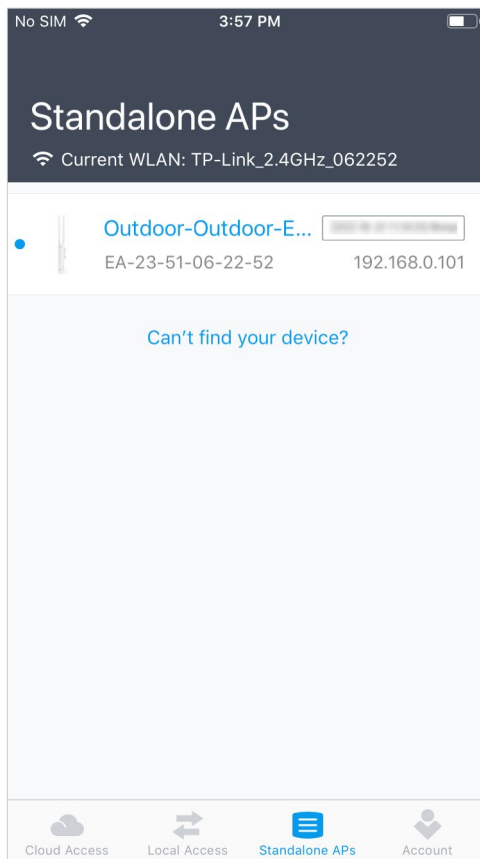 No SIM 3:57 PM
Standalone APs
Current WLAN: TP-Link_2.4GHz_062252
Outdoor-Outdoor-E...
EA-23-51-06-22-52 192.168.0.101
Can't find your device?
Cloud Access Local Access Standalone APs Account